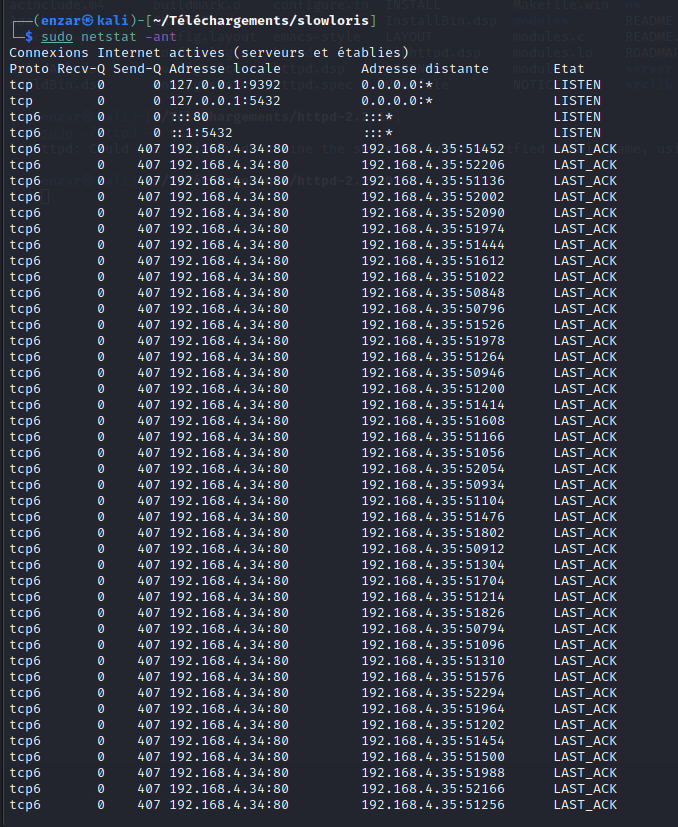 (enzar㉿kali)-[~/Téléchargements/slowloris]
$ sudo netstat -ant
Connexions Internet actives (serveurs et établies)
Proto Recv-Q Send-Q Adresse locale Adresse distante Etat
tcp 0 0 127.0.0.1:9392 0.0.0.0:* LISTEN
tcp 0 0 127.0.0.1:5432 0.0.0.0:* LISTEN
tcp6 0 0 :::80 :::* LISTEN
tcp6 0 0 ::1:5432 :::* LISTEN
tcp6 0 407 192.168.4.34:80 192.168.4.35:51452 LAST_ACK
tcp6 0 407 192.168.4.34:80 192.168.4.35:52206 LAST_ACK
tcp6 0 407 192.168.4.34:80 192.168.4.35:51136 LAST_ACK
tcp6 0 407 192.168.4.34:80 192.168.4.35:52002 LAST_ACK
tcp6 0 407 192.168.4.34:80 192.168.4.35:52090 LAST_ACK
tcp6 0 407 192.168.4.34:80 192.168.4.35:51974 LAST_ACK
tcp6 0 407 192.168.4.34:80 192.168.4.35:51444 LAST_ACK
tcp6 0 407 192.168.4.34:80 192.168.4.35:51612 LAST_ACK
tcp6 0 407 192.168.4.34:80 192.168.4.35:51022 LAST_ACK
tcp6 0 407 192.168.4.34:80 192.168.4.35:50848 LAST_ACK
tcp6 0 407 192.168.4.34:80 192.168.4.35:50796 LAST_ACK
tcp6 0 407 192.168.4.34:80 192.168.4.35:51526 LAST_ACK
tcp6 0 407 192.168.4.34:80 192.168.4.35:51978 LAST_ACK
tcp6 0 407 192.168.4.34:80 192.168.4.35:51264 LAST_ACK
tcp6 0 407 192.168.4.34:80 192.168.4.35:50946 LAST_ACK
tcp6 0 407 192.168.4.34:80 192.168.4.35:51200 LAST_ACK
tcp6 0 407 192.168.4.34:80 192.168.4.35:51414 LAST_ACK
tcp6 0 407 192.168.4.34:80 192.168.4.35:51608 LAST_ACK
tcp6 0 407 192.168.4.34:80 192.168.4.35:51166 LAST_ACK
tcp6 0 407 192.168.4.34:80 192.168.4.35:51056 LAST_ACK
tcp6 0 407 192.168.4.34:80 192.168.4.35:52054 LAST_ACK
tcp6 0 407 192.168.4.34:80 192.168.4.35:50934 LAST_ACK
tcp6 0 407 192.168.4.34:80 192.168.4.35:51104 LAST_ACK
tcp6 0 407 192.168.4.34:80 192.168.4.35:51476 LAST_ACK
tcp6 0 407 192.168.4.34:80 192.168.4.35:51802 LAST_ACK
tcp6 0 407 192.168.4.34:80 192.168.4.35:50912 LAST_ACK
tcp6 0 407 192.168.4.34:80 192.168.4.35:51304 LAST_ACK
tcp6 0 407 192.168.4.34:80 192.168.4.35:51704 LAST_ACK
tcp6 0 407 192.168.4.34:80 192.168.4.35:51214 LAST_ACK
tcp6 0 407 192.168.4.34:80 192.168.4.35:51826 LAST_ACK
tcp6 0 407 192.168.4.34:80 192.168.4.35:50794 LAST_ACK
tcp6 0 407 192.168.4.34:80 192.168.4.35:51096 LAST_ACK
tcp6 0 407 192.168.4.34:80 192.168.4.35:51310 LAST_ACK
tcp6 0 407 192.168.4.34:80 192.168.4.35:51576 LAST_ACK
tcp6 0 407 192.168.4.34:80 192.168.4.35:52294 LAST_ACK
tcp6 0 407 192.168.4.34:80 192.168.4.35:51964 LAST_ACK
tcp6 0 407 192.168.4.34:80 192.168.4.35:51202 LAST_ACK
tcp6 0 407 192.168.4.34:80 192.168.4.35:51454 LAST_ACK
tcp6 0 407 192.168.4.34:80 192.168.4.35:51500 LAST_ACK
tcp6 0 407 192.168.4.34:80 192.168.4.35:51988 LAST_ACK
tcp6 0 407 192.168.4.34:80 192.168.4.35:52166 LAST_ACK
tcp6 0 407 192.168.4.34:80 192.168.4.35:51256 LAST_ACK